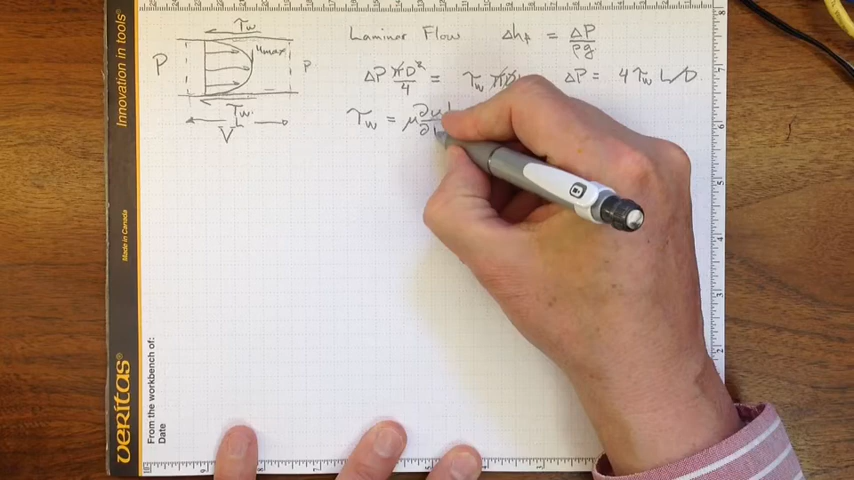 Laminar Flow Δhf = ΔP/ρg
ΔP πD²/4 = τw πD ΔP = 4 τw L/D
τw = μ ∂u
τw
umax
P P
τw
L
V
Innovation in tools®
Made in Canada
veritas®
From the workbench of:
Date